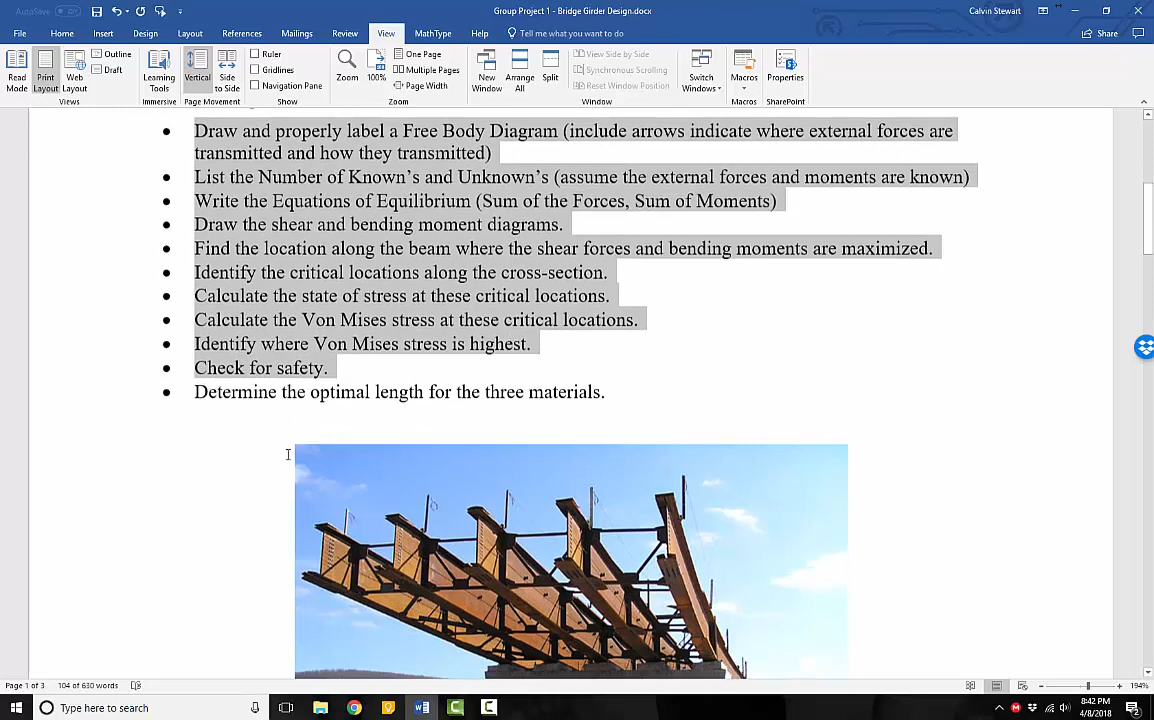 AutoSave
Off
Group Project 1 - Bridge Girder Design.docx
Calvin Stewart
File Home Insert Design Layout References Mailings Review View MathType Help Tell me what you want to do
Share
Read Mode
Print Layout
Web Layout
Outline
Draft
Views
Learning Tools
Immersive
Vertical
Side to Side
Page Movement
Ruler
Gridlines
Navigation Pane
Show
Zoom
100%
One Page
Multiple Pages
Page Width
Zoom
New Window
Arrange All
Split
View Side by Side
Synchronous Scrolling
Reset Window Position
Window
Switch Windows
Macros
Macros
Properties
SharePoint
• Draw and properly label a Free Body Diagram (include arrows indicate where external forces are
transmitted and how they transmitted)
• List the Number of Known’s and Unknown’s (assume the external forces and moments are known)
• Write the Equations of Equilibrium (Sum of the Forces, Sum of Moments)
• Draw the shear and bending moment diagrams.
• Find the location along the beam where the shear forces and bending moments are maximized.
• Identify the critical locations along the cross-section.
• Calculate the state of stress at these critical locations.
• Calculate the Von Mises stress at these critical locations.
• Identify where Von Mises stress is highest.
• Check for safety.
• Determine the optimal length for the three materials.
Page 1 of 3 104 of 630 words
194%
Type here to search
8:42 PM
4/8/2018